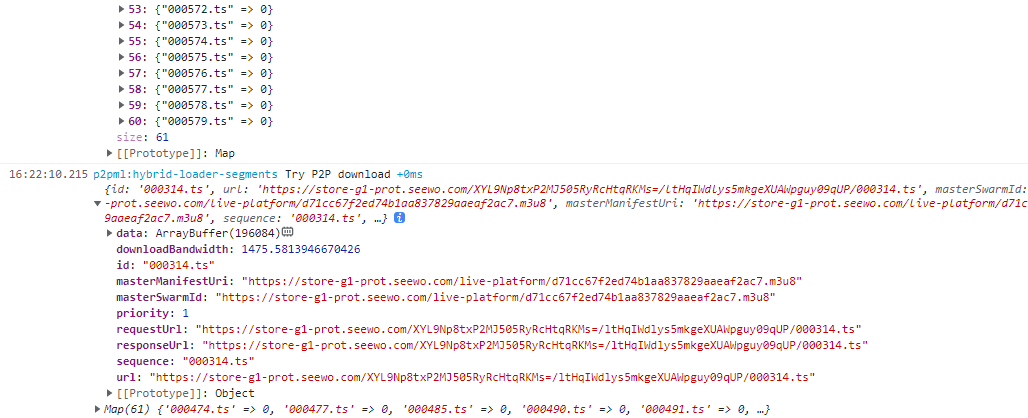 53: {"000572.ts" => 0}
54: {"000573.ts" => 0}
55: {"000574.ts" => 0}
56: {"000575.ts" => 0}
57: {"000576.ts" => 0}
58: {"000577.ts" => 0}
59: {"000578.ts" => 0}
60: {"000579.ts" => 0}
size: 61
[[Prototype]]: Map
16:22:10.215 p2pml:hybrid-loader-segments Try P2P download +0ms
{id: '000314.ts', url: 'https://store-g1-prot.seewo.com/XYL9Np8txP2MJ505RyRcHtqRKMs=/ltHqIWdlys5mkgeXUAWpguy09qUP/000314.ts', masterSwarmId:
-prot.seewo.com/live-platform/d71cc67f2ed74b1aa837829aaeaf2ac7.m3u8', masterManifestUri: 'https://store-g1-prot.seewo.com/live-platform/d
9aaeaf2ac7.m3u8', sequence: '000314.ts', …}
data: ArrayBuffer(196084)
downloadBandwidth: 1475.5813946670426
id: "000314.ts"
masterManifestUri: "https://store-g1-prot.seewo.com/live-platform/d71cc67f2ed74b1aa837829aaeaf2ac7.m3u8"
masterSwarmId: "https://store-g1-prot.seewo.com/live-platform/d71cc67f2ed74b1aa837829aaeaf2ac7.m3u8"
priority: 1
requestUrl: "https://store-g1-prot.seewo.com/XYL9Np8txP2MJ505RyRcHtqRKMs=/ltHqIWdlys5mkgeXUAWpguy09qUP/000314.ts"
responseUrl: "https://store-g1-prot.seewo.com/XYL9Np8txP2MJ505RyRcHtqRKMs=/ltHqIWdlys5mkgeXUAWpguy09qUP/000314.ts"
sequence: "000314.ts"
url: "https://store-g1-prot.seewo.com/XYL9Np8txP2MJ505RyRcHtqRKMs=/ltHqIWdlys5mkgeXUAWpguy09qUP/000314.ts"
[[Prototype]]: Object
Map(61) {'000474.ts' => 0, '000477.ts' => 0, '000485.ts' => 0, '000490.ts' => 0, '000491.ts' => 0, …}